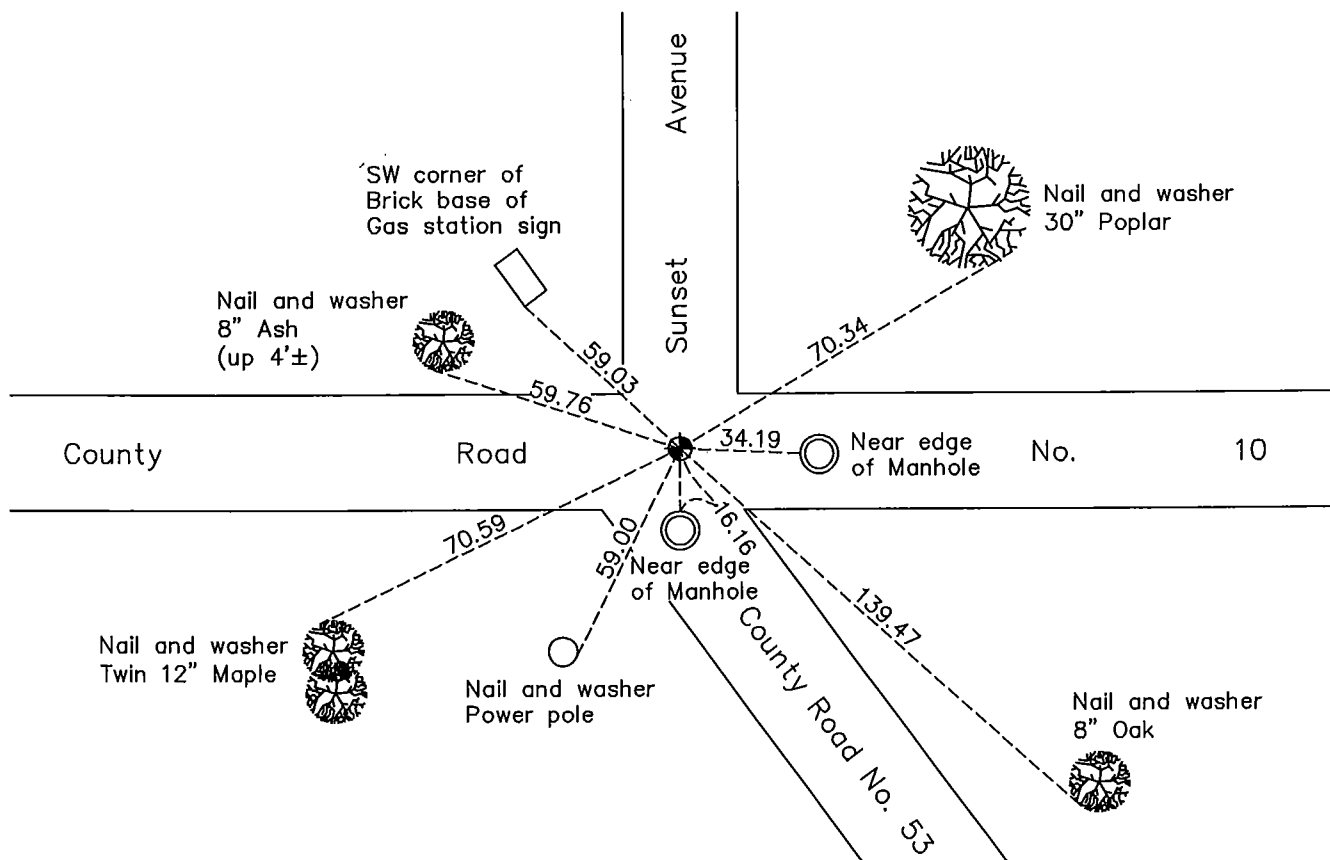 Sunset Avenue
SW corner of
Brick base of
Gas station sign
Nail and washer
30" Poplar
Nail and washer
8" Ash
(up 4'±)
59.03
59.76
70.34
34.19
County Road No. 10
Near edge
of Manhole
70.59
59.00
16.16
Near edge
of Manhole
139.47
Nail and washer
Twin 12" Maple
Nail and washer
Power pole
County Road No. 53
Nail and washer
8" Oak